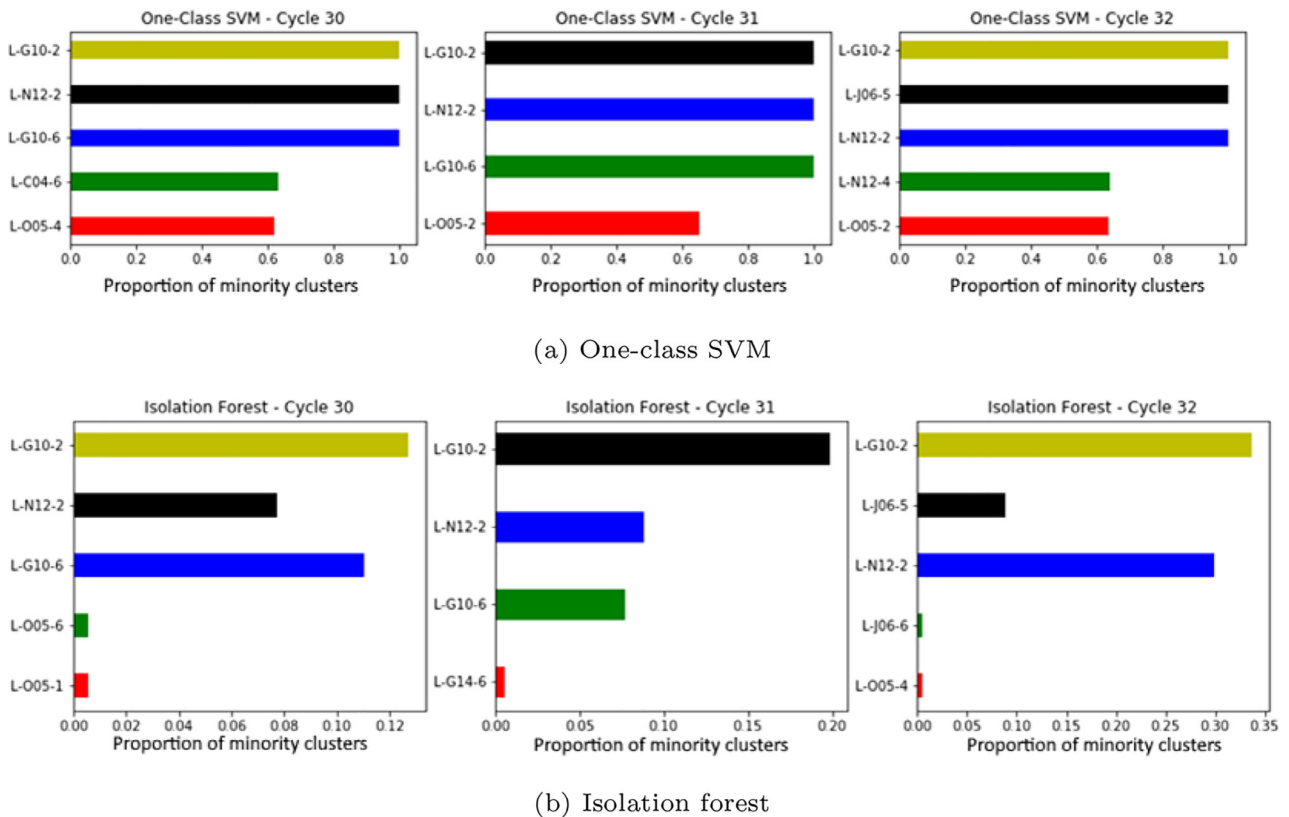 One-Class SVM - Cycle 30
L-G10-2
L-N12-2
L-G10-6
L-C04-6
L-O05-4
0.0 0.2 0.4 0.6 0.8 1.0
Proportion of minority clusters
One-Class SVM - Cycle 31
L-G10-2
L-N12-2
L-G10-6
L-O05-2
0.0 0.2 0.4 0.6 0.8 1.0
Proportion of minority clusters
One-Class SVM - Cycle 32
L-G10-2
L-J06-5
L-N12-2
L-N12-4
L-O05-2
0.0 0.2 0.4 0.6 0.8 1.0
Proportion of minority clusters
(a) One-class SVM
Isolation Forest - Cycle 30
L-G10-2
L-N12-2
L-G10-6
L-O05-6
L-O05-1
0.00 0.02 0.04 0.06 0.08 0.10 0.12
Proportion of minority clusters
Isolation Forest - Cycle 31
L-G10-2
L-N12-2
L-G10-6
L-G14-6
0.00 0.05 0.10 0.15 0.20
Proportion of minority clusters
Isolation Forest - Cycle 32
L-G10-2
L-J06-5
L-N12-2
L-J06-6
L-O05-4
0.00 0.05 0.10 0.15 0.20 0.25 0.30 0.35
Proportion of minority clusters
(b) Isolation forest